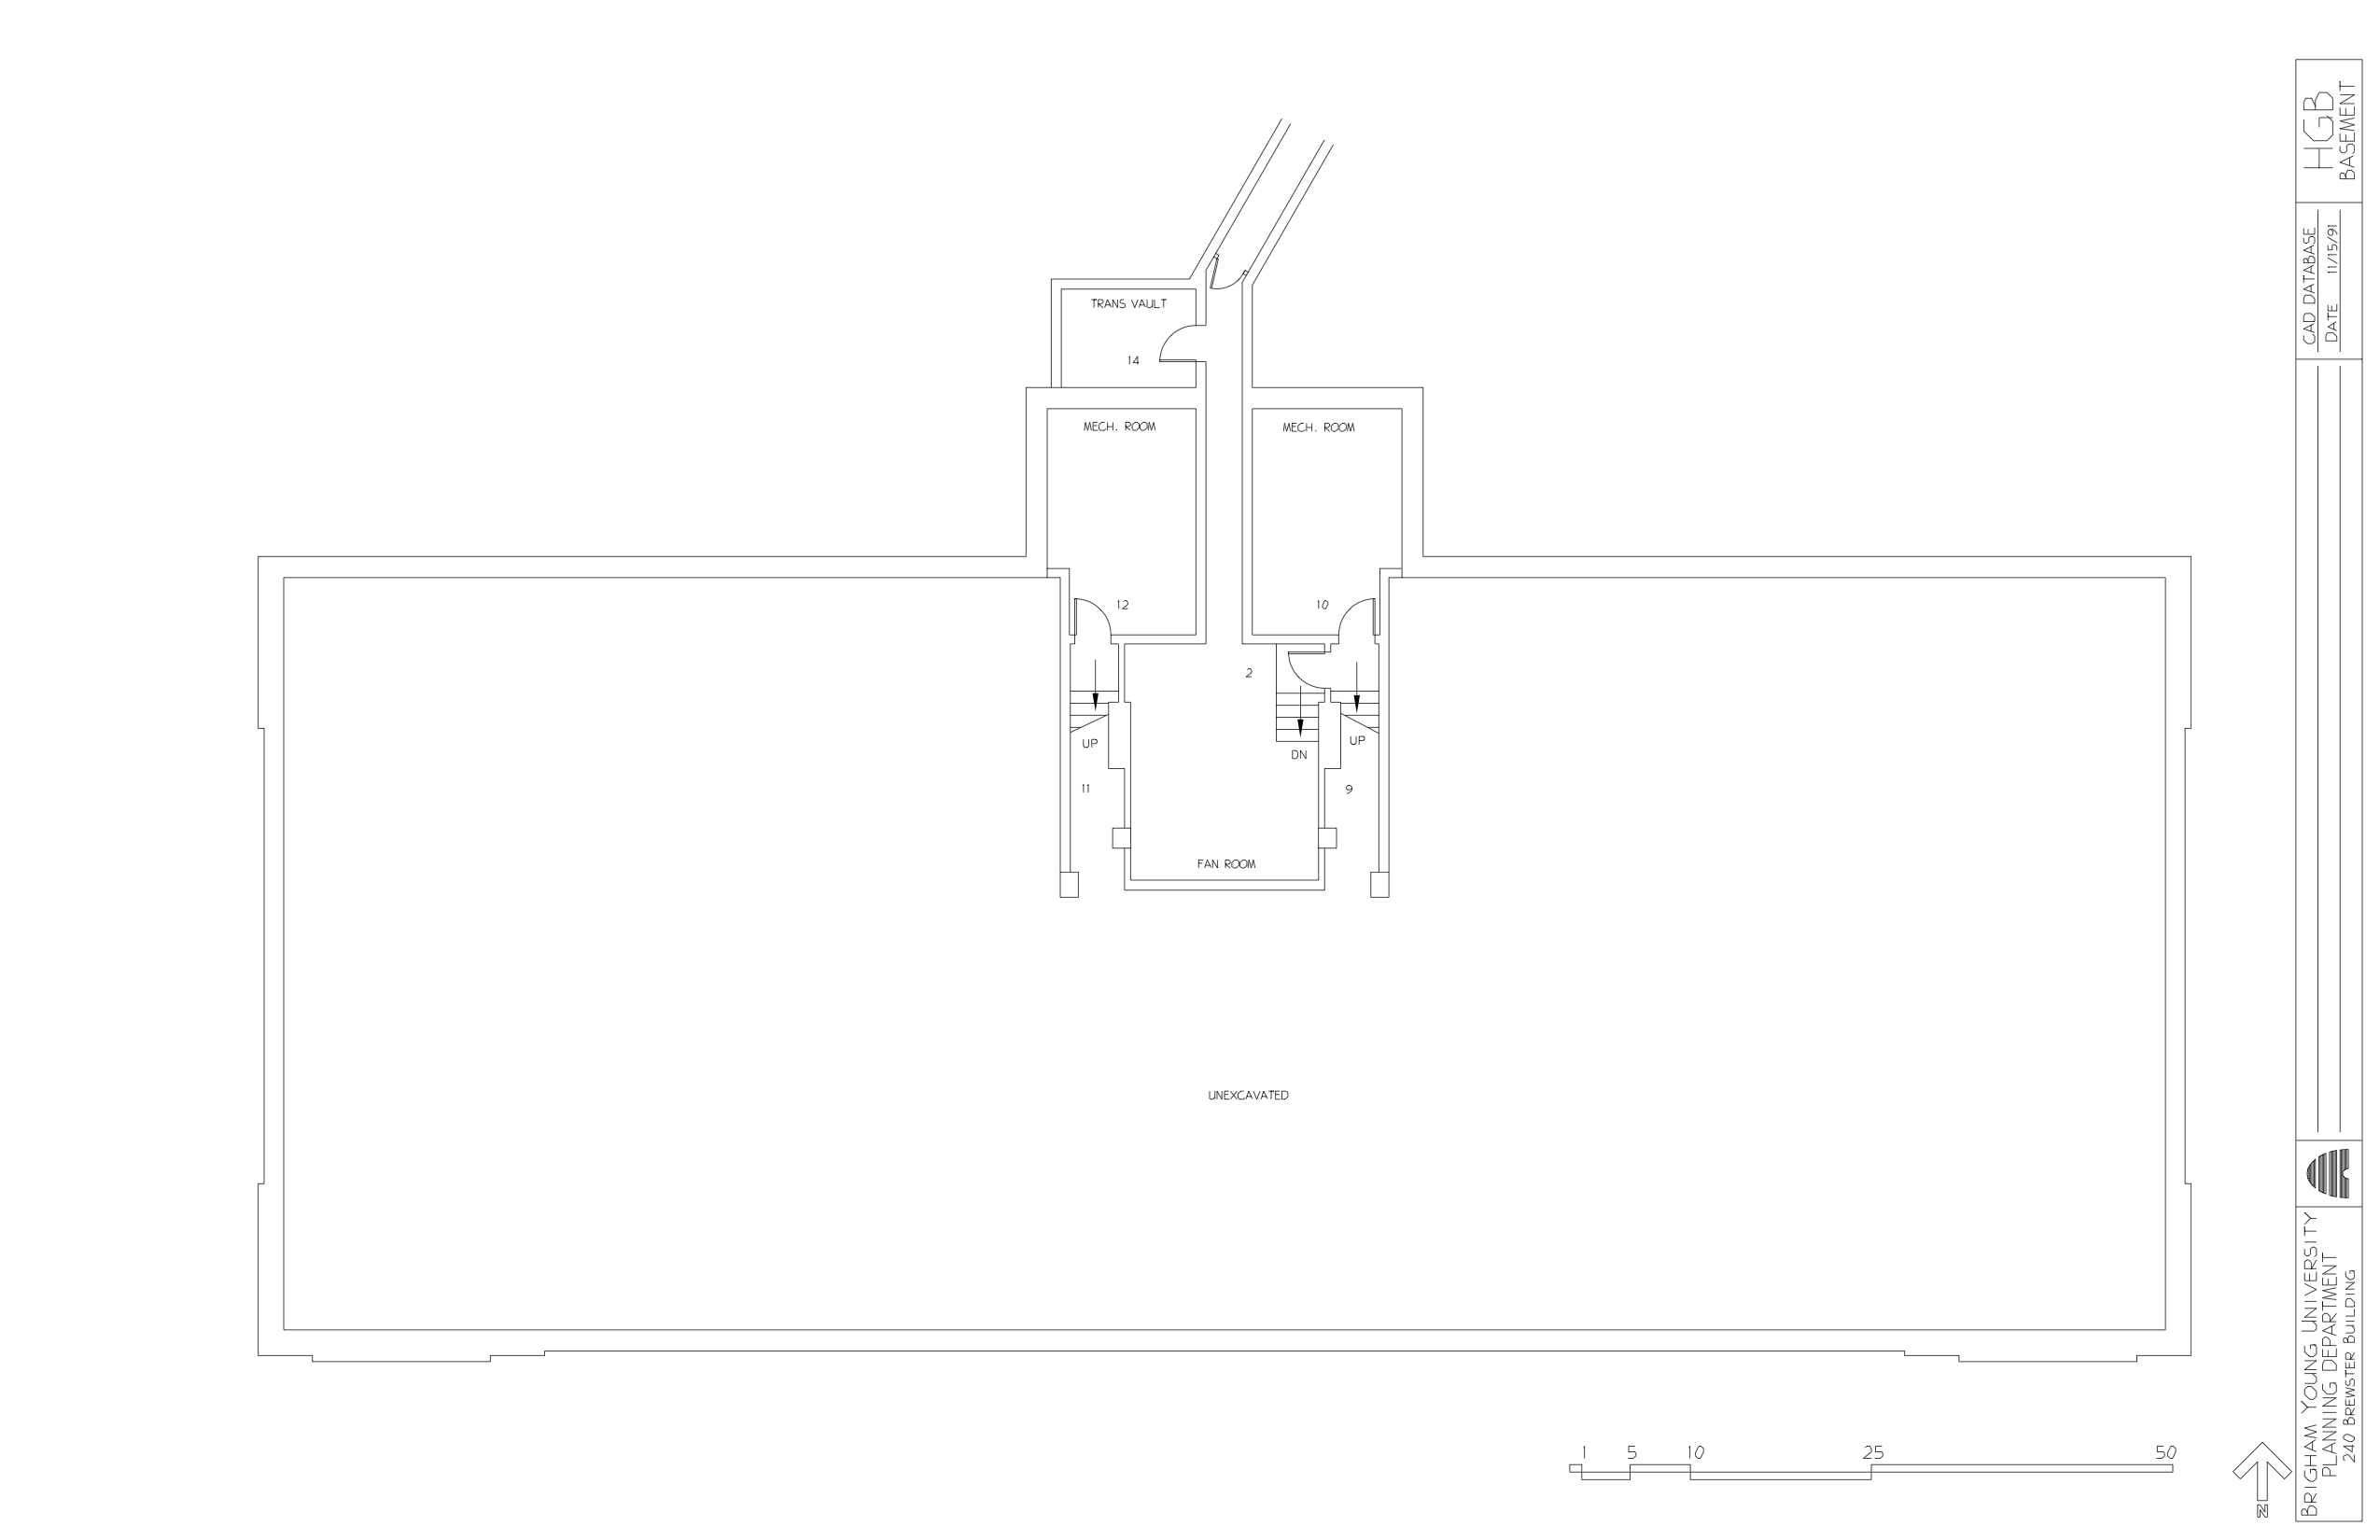 TRANS VAULT
14
MECH. ROOM
MECH. ROOM
12
10
2
UP
DN
UP
11
9
FAN ROOM
UNEXCAVATED
1 5 10 25 50
N
HGB
BASEMENT
CAD DATABASE
DATE 11/15/91
BRIGHAM YOUNG UNIVERSITY
PLANNING DEPARTMENT
240 BREWSTER BUILDING